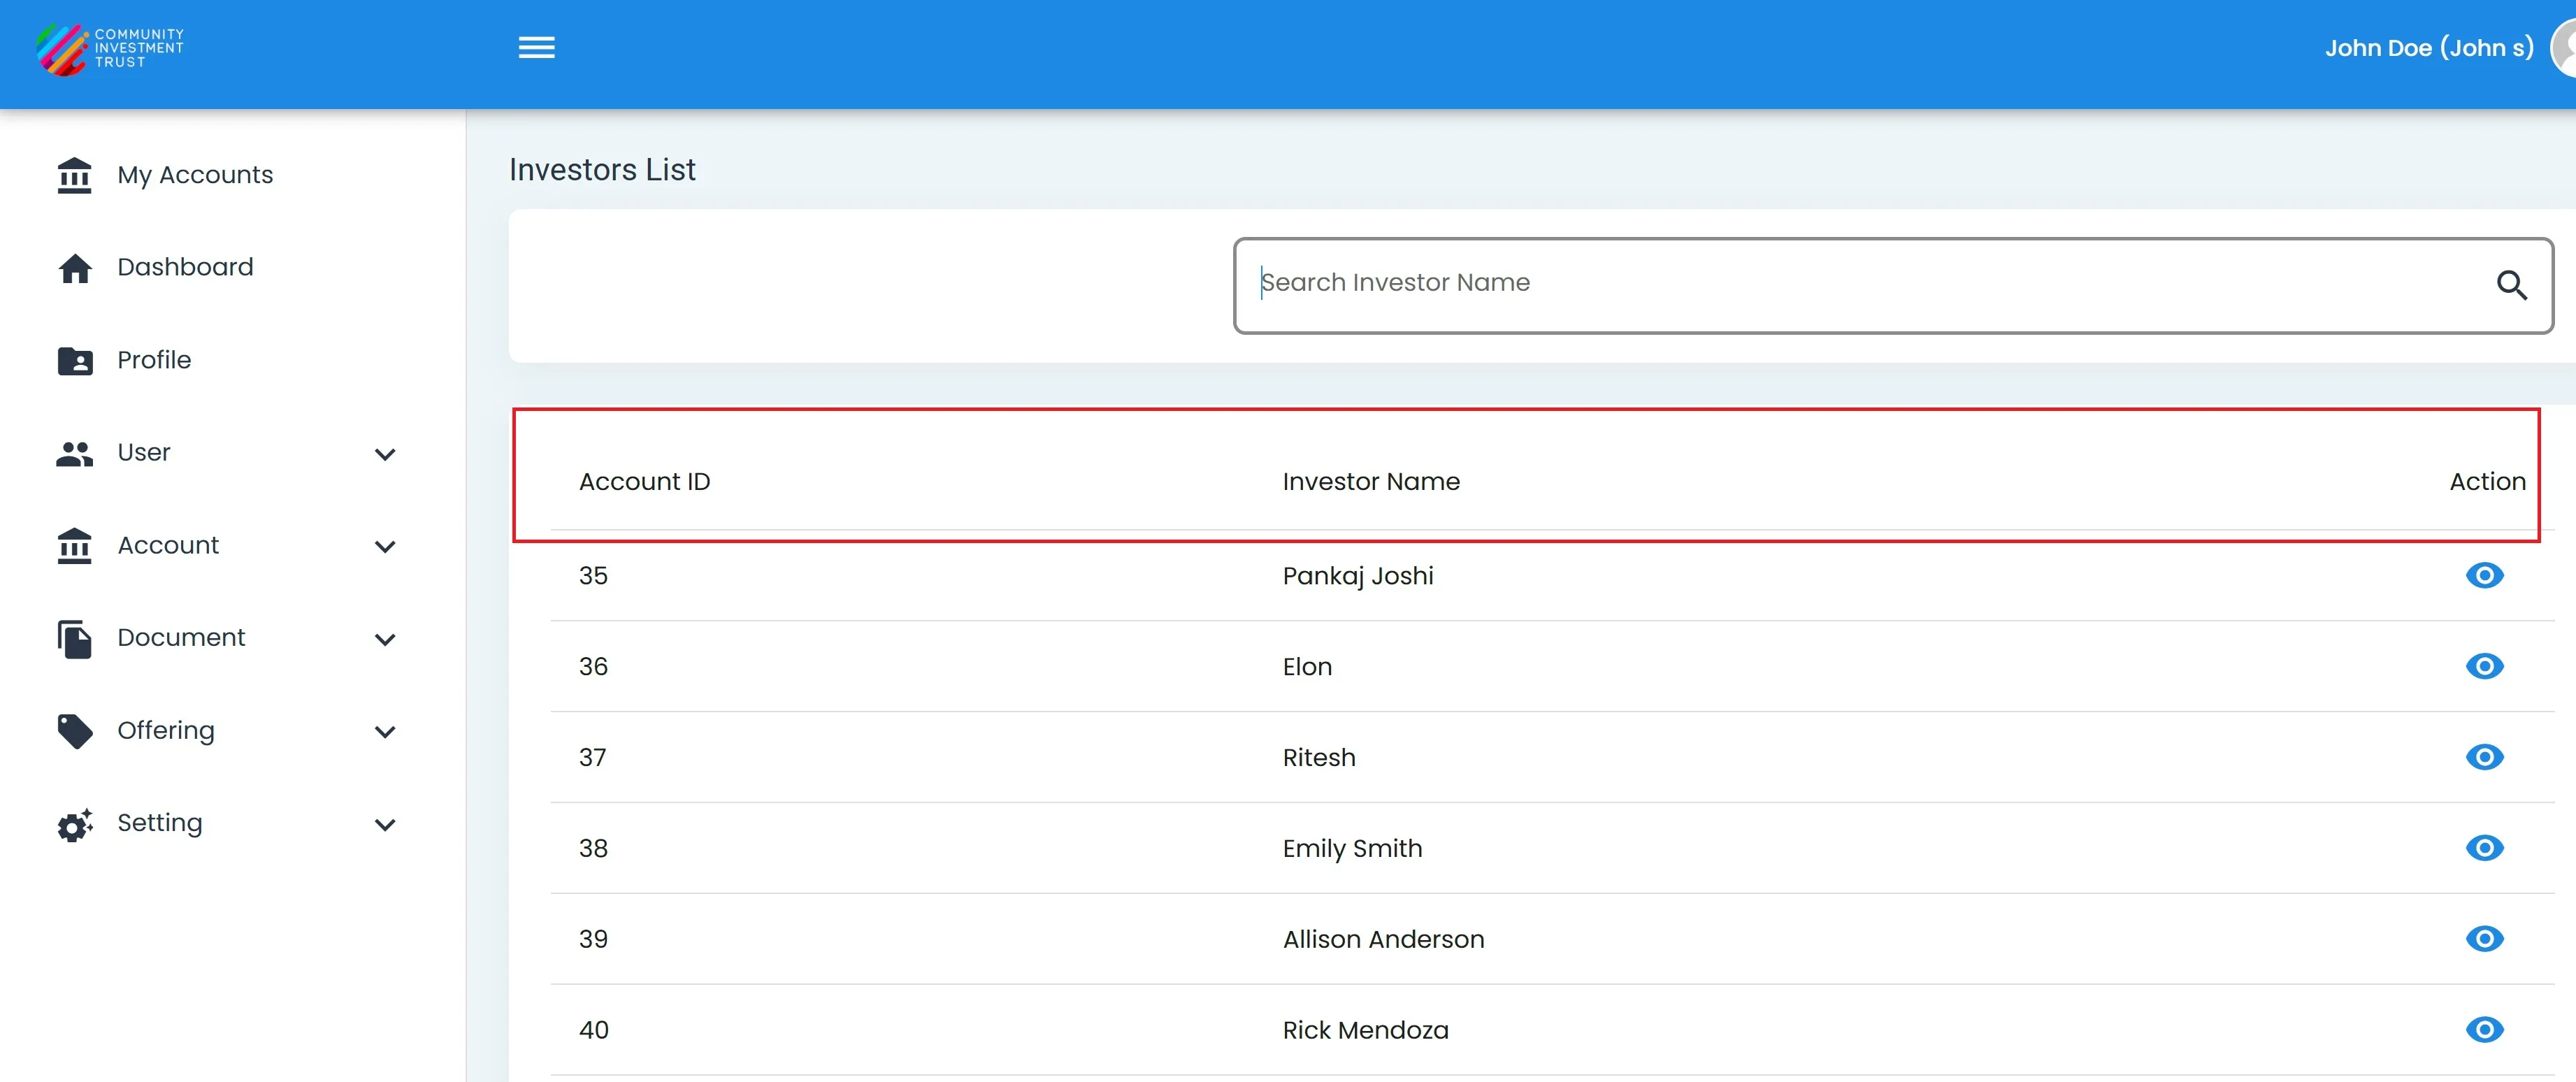 COMMUNITY
INVESTMENT
TRUST
John Doe (John s)
My Accounts
Dashboard
Profile
User
Account
Document
Offering
Setting
Investors List
Search Investor Name
Account ID Investor Name Action
35 Pankaj Joshi
36 Elon
37 Ritesh
38 Emily Smith
39 Allison Anderson
40 Rick Mendoza